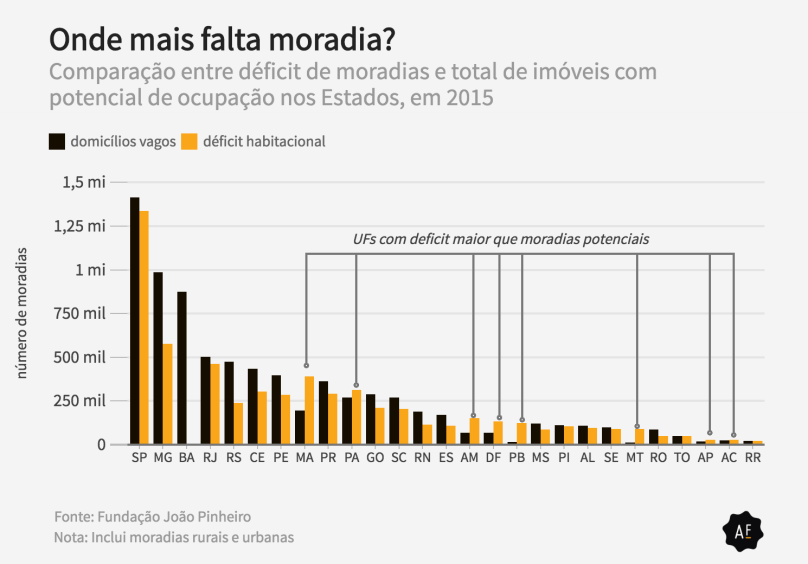 Onde mais falta moradia?
Comparação entre déficit de moradias e total de imóveis com
potencial de ocupação nos Estados, em 2015
domicílios vagos déficit habitacional
número de moradias
1,5 mi
1,25 mi
1 mi
750 mil
500 mil
250 mil
0
UFs com deficit maior que moradias potenciais
SP MG BA RJ RS CE PE MA PR PA GO SC RN ES AM DF PB MS PI AL SE MT RO TO AP AC RR
Fonte: Fundação João Pinheiro
Nota: Inclui moradias rurais e urbanas
AF